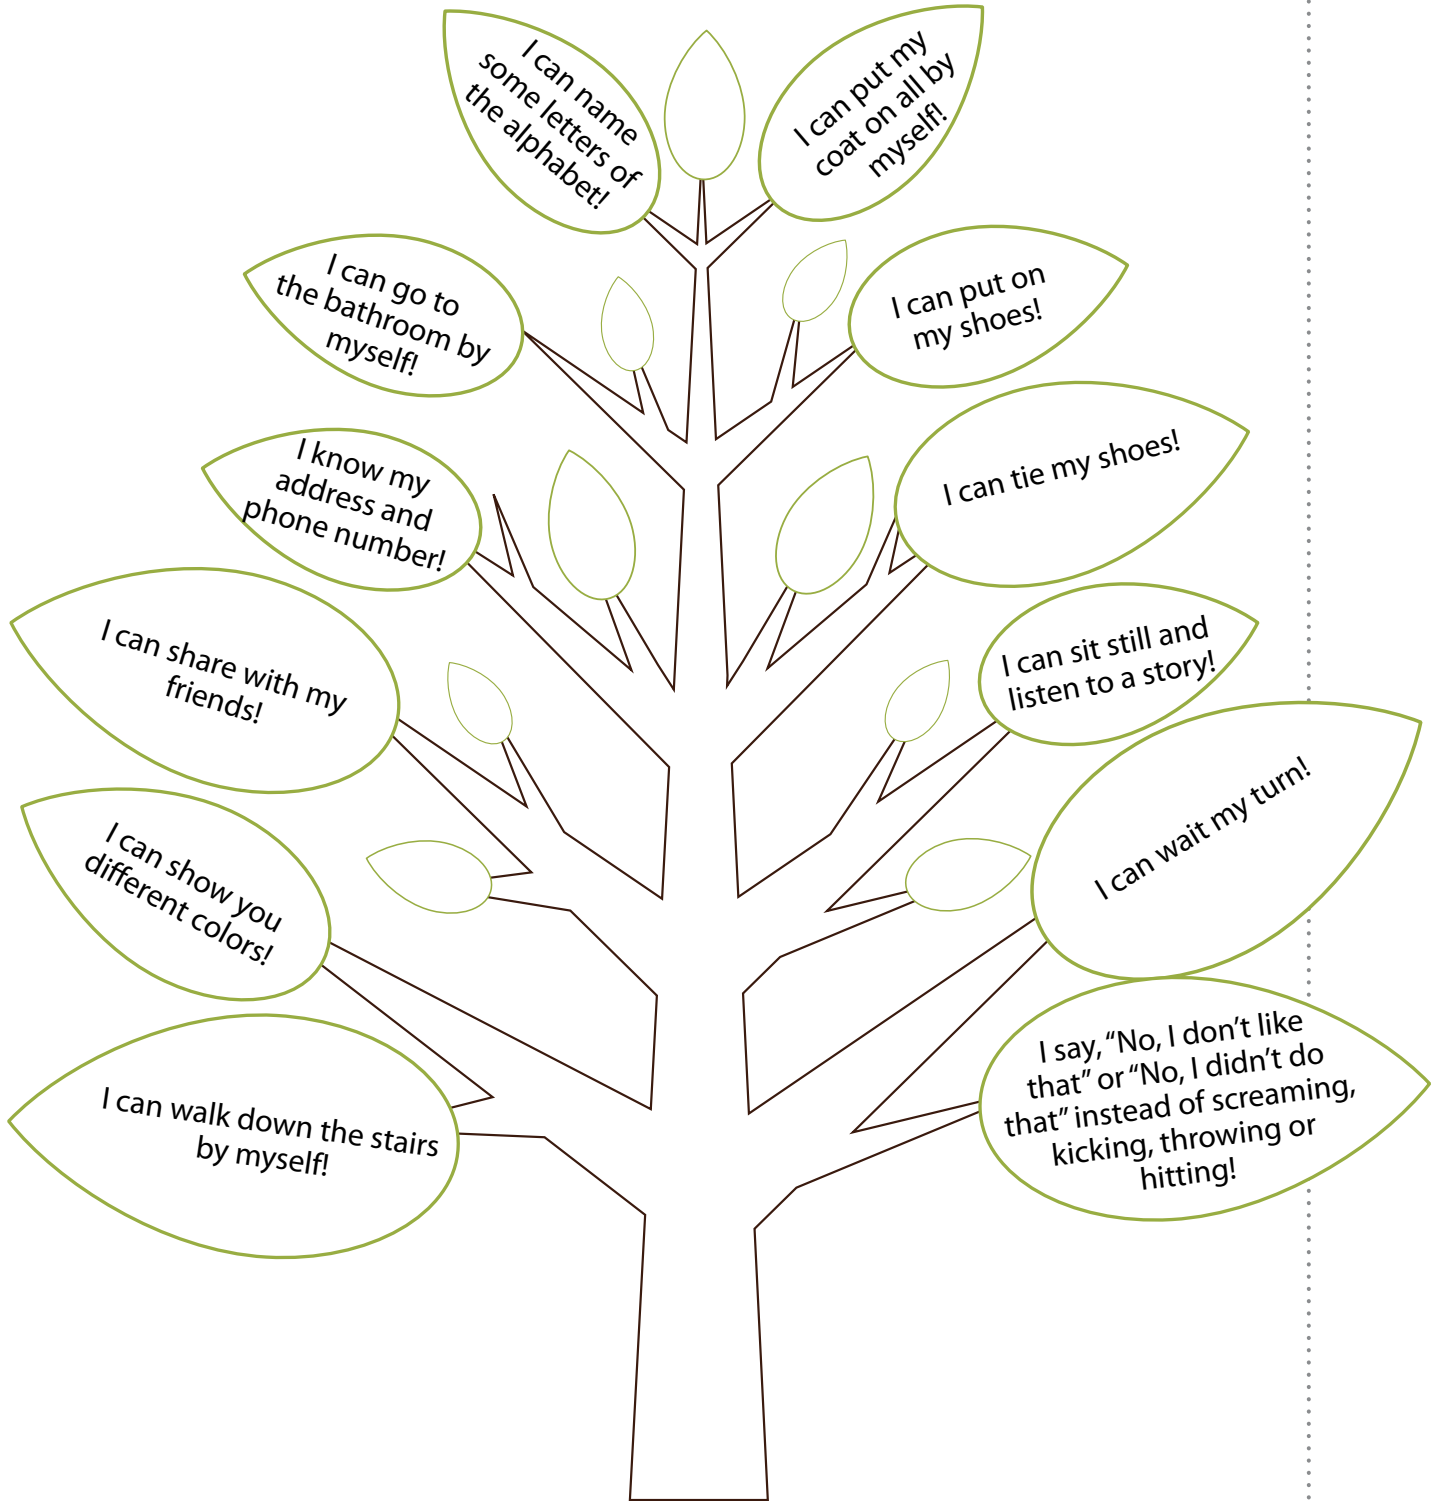 I can name
some letters of
the alphabet!
I can put my
coat on all by
myself!
I can go to
the bathroom by
myself!
I can put on
my shoes!
I know my
address and
phone number!
I can tie my shoes!
I can share with my
friends!
I can sit still and
listen to a story!
I can show you
different colors!
I can wait my turn!
I can walk down the stairs
by myself!
I say, “No, I don’t like
that” or “No, I didn’t do
that” instead of screaming,
kicking, throwing or
hitting!